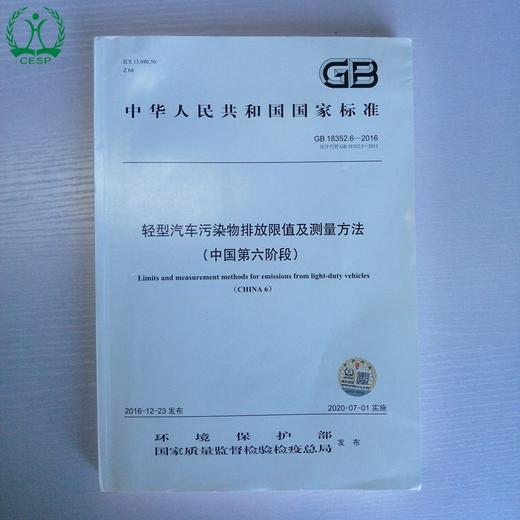 CESP
ICS 13.040.50
Z 64
GB
中华人民共和国国家标准
GB 18352.6—2016
部分代替 GB 18352.5—2013
轻型汽车污染物排放限值及测量方法
（中国第六阶段）
Limits and measurement methods for emissions from light-duty vehicles
（CHINA 6）
2016-12-23 发布
2020-07-01 实施
环境保护部
国家质量监督检验检疫总局
发布